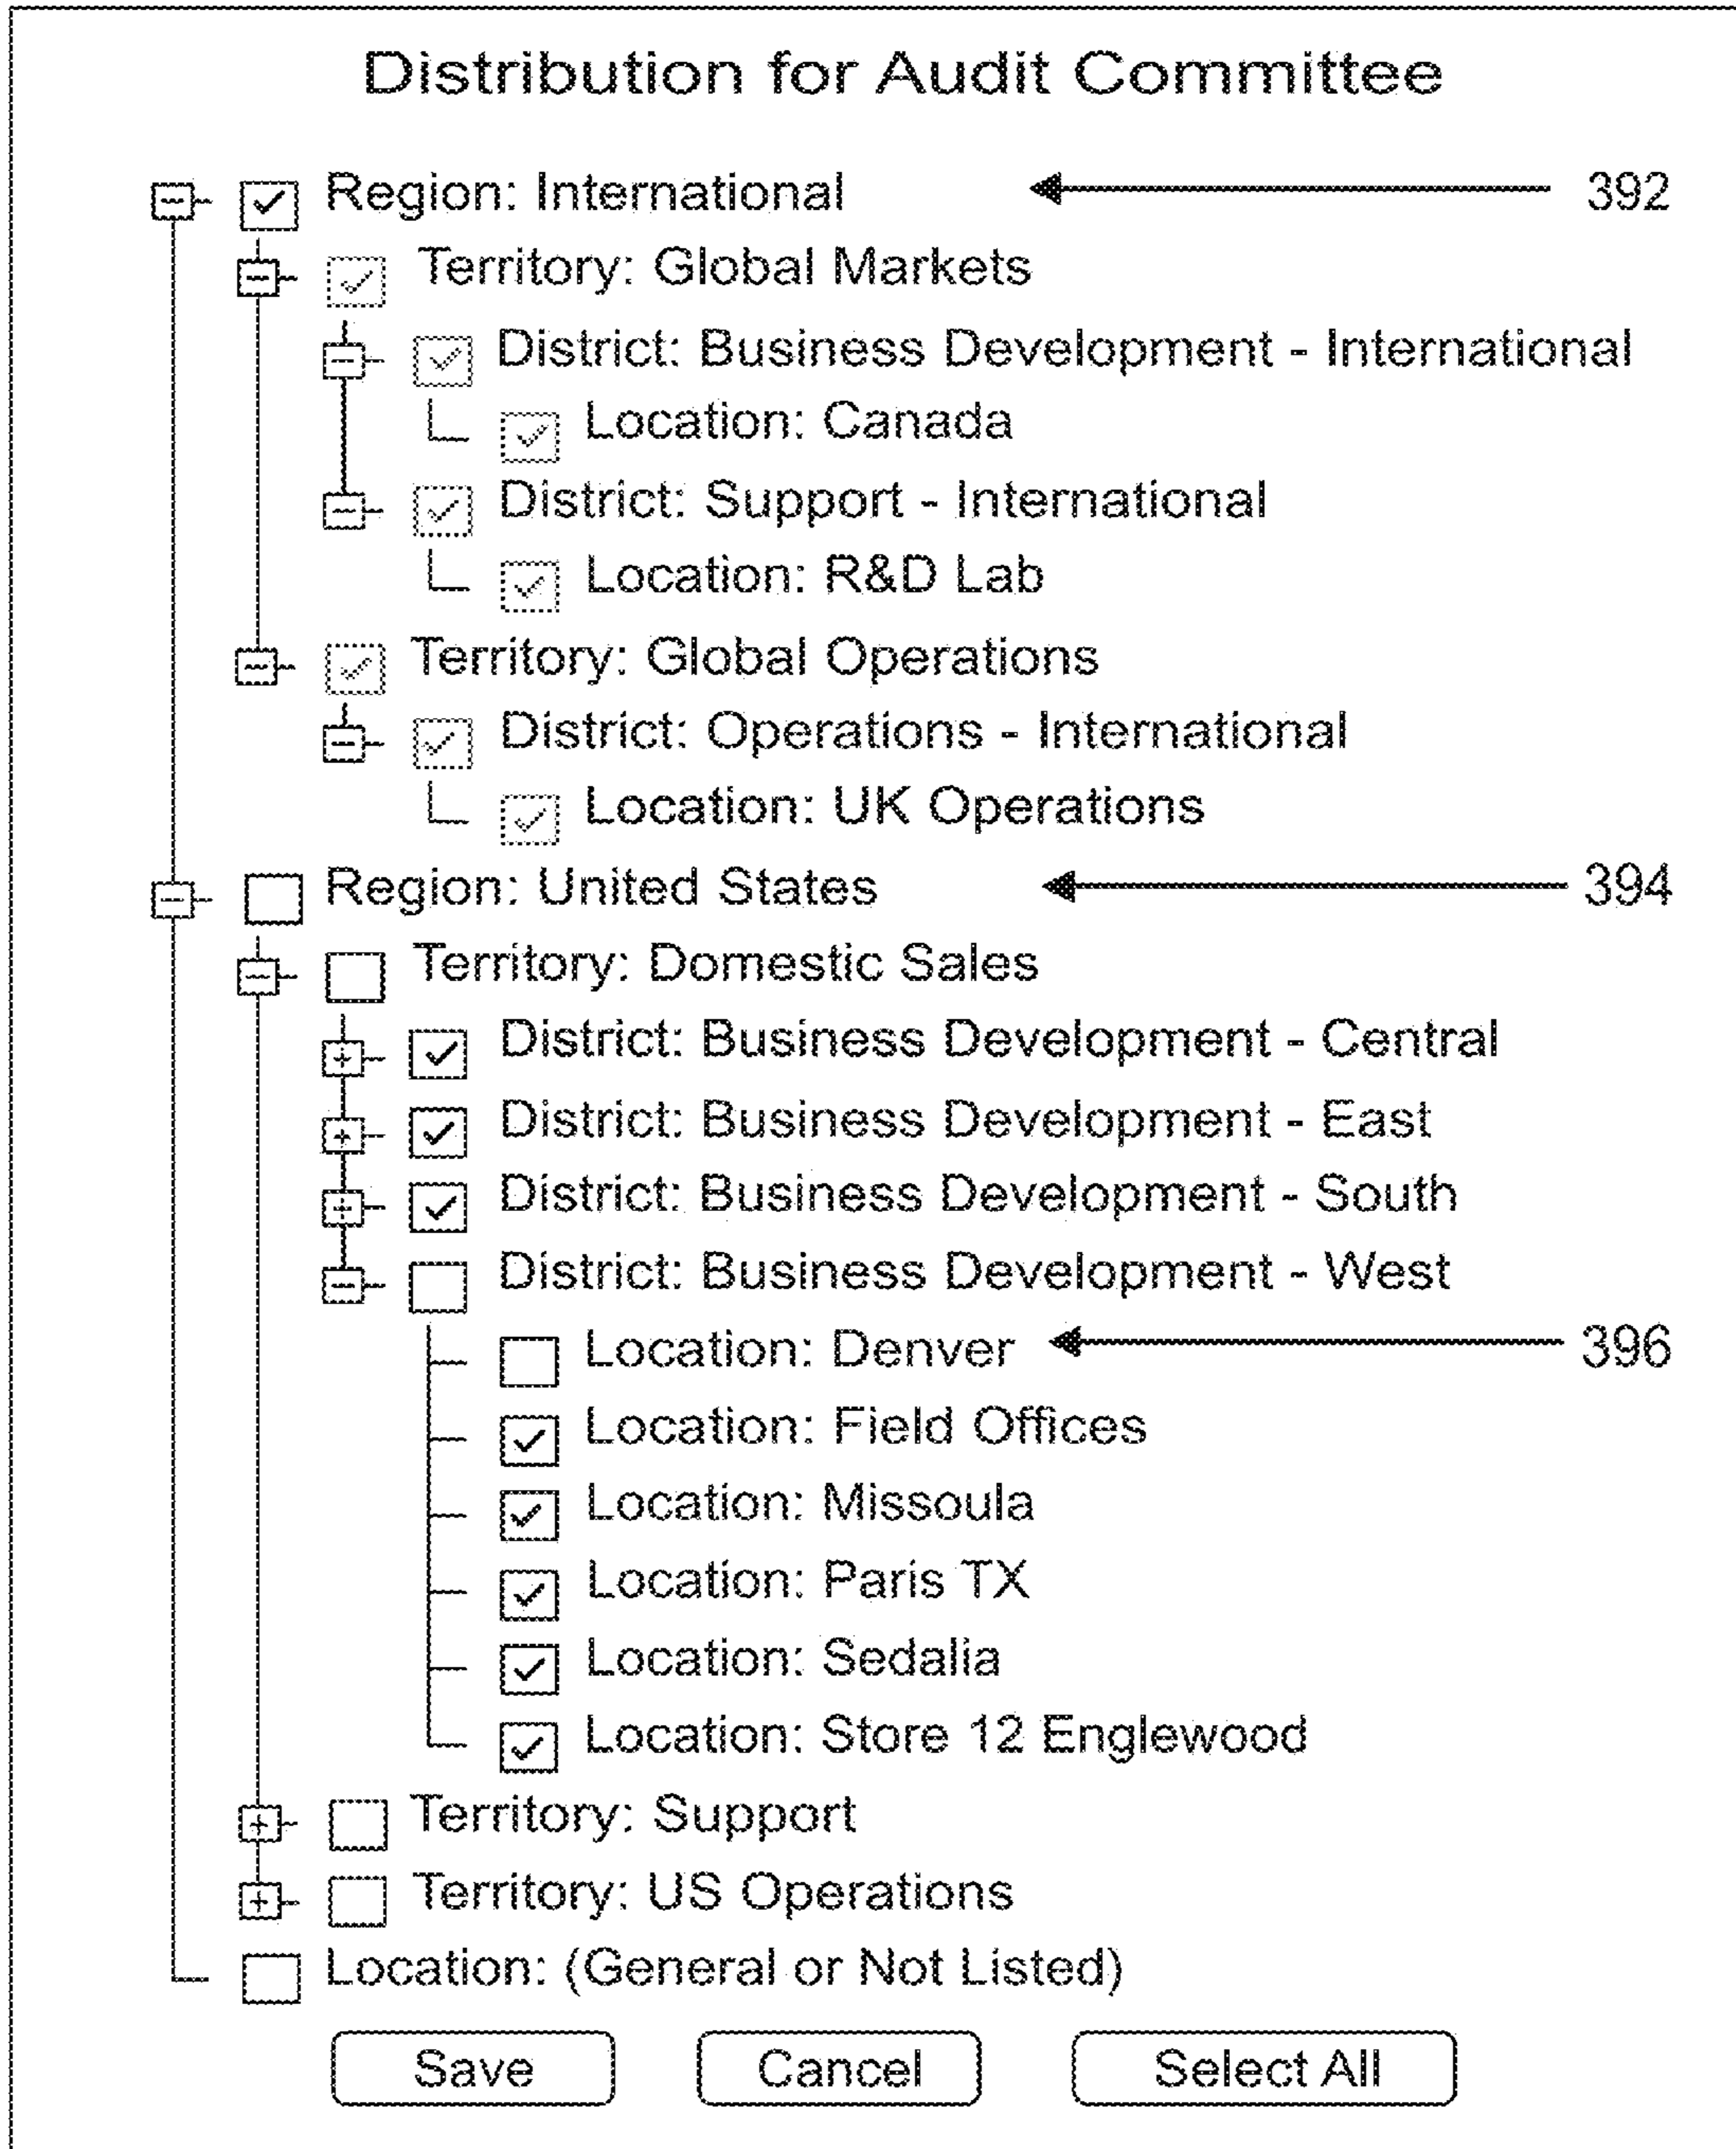 Distribution for Audit Committee
Region: International 392
Territory: Global Markets
District: Business Development - International
Location: Canada
District: Support - International
Location: R&D Lab
Territory: Global Operations
District: Operations - International
Location: UK Operations
Region: United States 394
Territory: Domestic Sales
District: Business Development - Central
District: Business Development - East
District: Business Development - South
District: Business Development - West
Location: Denver 396
Location: Field Offices
Location: Missoula
Location: Paris TX
Location: Sedalia
Location: Store 12 Englewood
Territory: Support
Territory: US Operations
Location: (General or Not Listed)
Save Cancel Select All